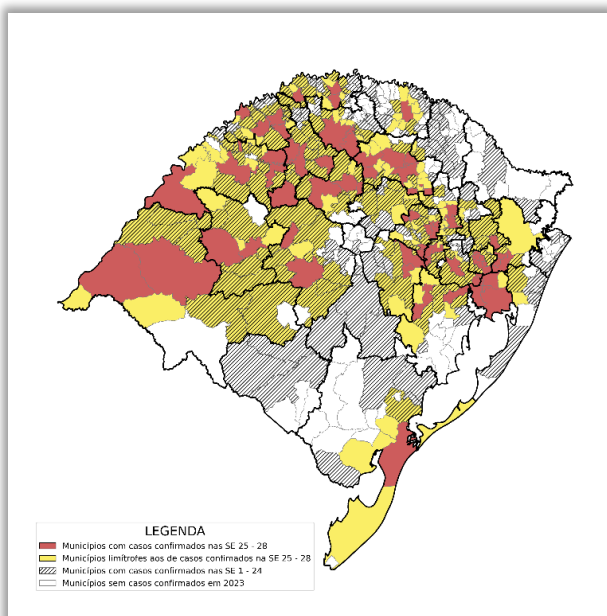 LEGENDA
Municípios com casos confirmados nas SE 25 - 28
Municípios limítrofes aos de casos confimados na SE 25 - 28
Municípios com casos confirmados nas SE 1 - 24
Municípios sem casos confirmados em 2023